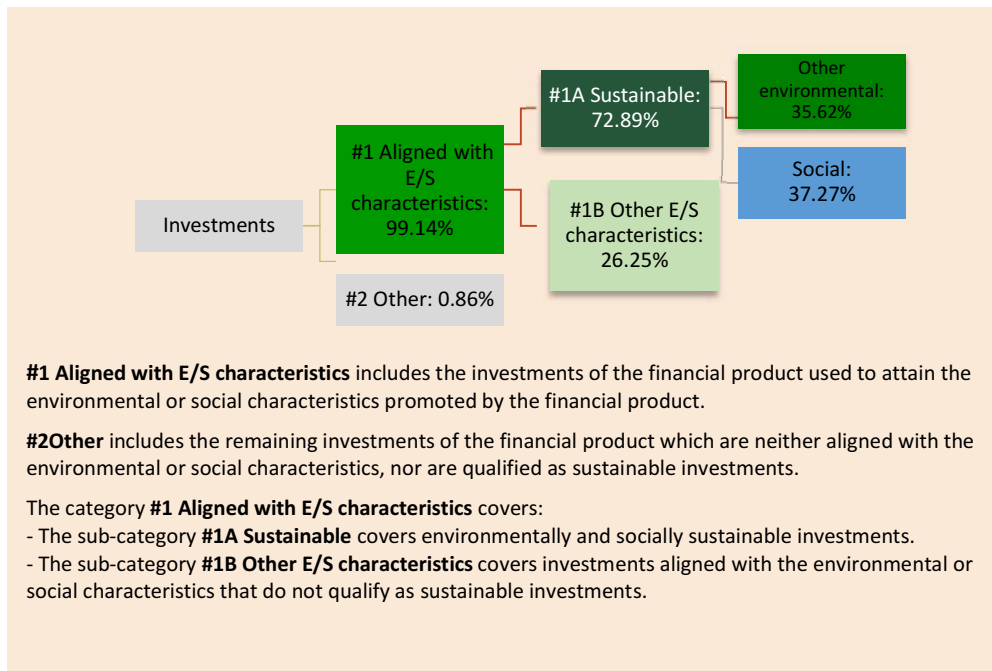 Other
environmental:
35.62%
#1A Sustainable:
72.89%
#1 Aligned with
E/S
characteristics:
99.14%
Social:
37.27%
Investments
#1B Other E/S
characteristics:
26.25%
#2 Other: 0.86%
#1 Aligned with E/S characteristics includes the investments of the financial product used to attain the
environmental or social characteristics promoted by the financial product.
#2Other includes the remaining investments of the financial product which are neither aligned with the
environmental or social characteristics, nor are qualified as sustainable investments.
The category #1 Aligned with E/S characteristics covers:
- The sub-category #1A Sustainable covers environmentally and socially sustainable investments.
- The sub-category #1B Other E/S characteristics covers investments aligned with the environmental or
social characteristics that do not qualify as sustainable investments.